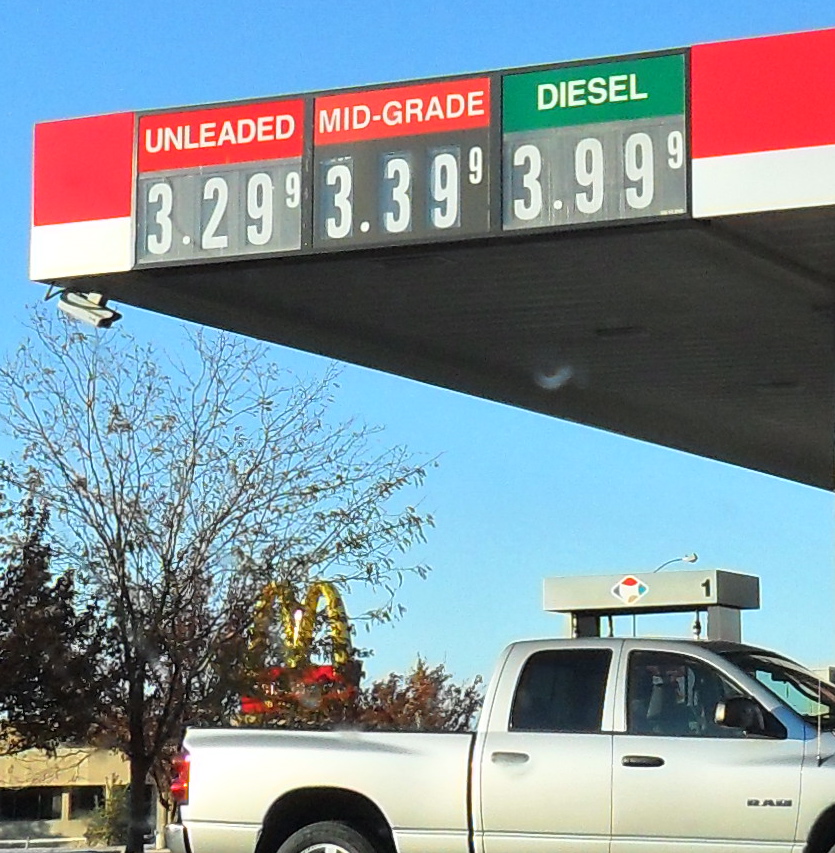 UNLEADED
3.29 9
MID-GRADE
3.39 9
DIESEL
3.99 9
1
RAM